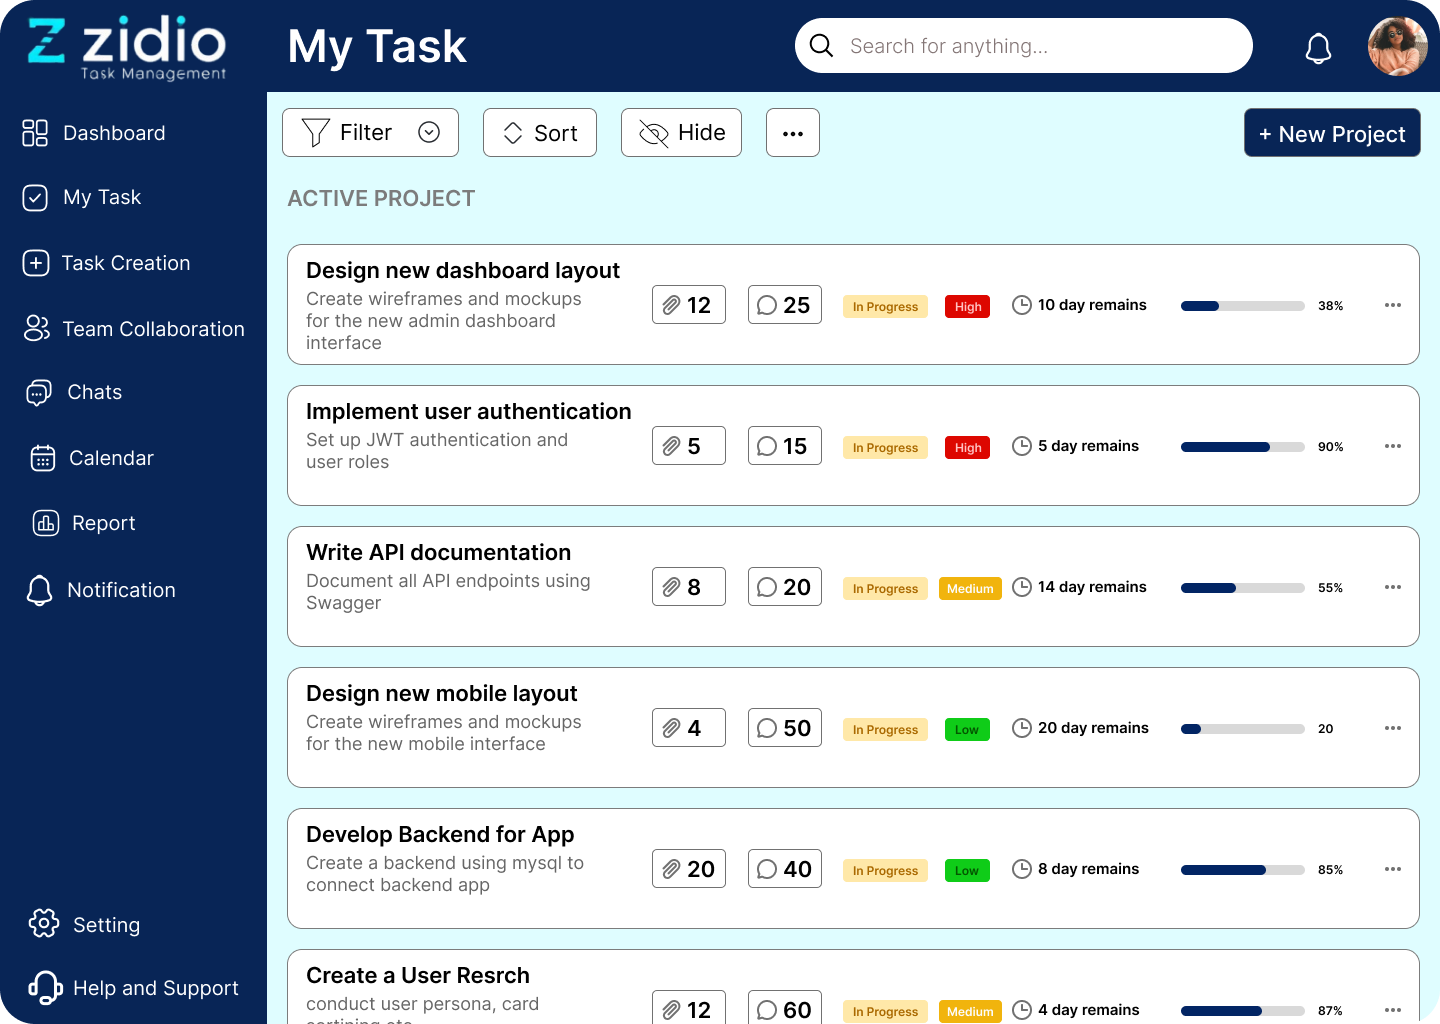 zidio
Task Management
My Task
Search for anything...
Dashboard
My Task
Task Creation
Team Collaboration
Chats
Calendar
Report
Notification
Setting
Help and Support
Filter
Sort
Hide
+ New Project
ACTIVE PROJECT
Design new dashboard layout
Create wireframes and mockups
for the new admin dashboard
interface
12
25
In Progress
High
10 day remains
38%
Implement user authentication
Set up JWT authentication and
user roles
5
15
In Progress
High
5 day remains
90%
Write API documentation
Document all API endpoints using
Swagger
8
20
In Progress
Medium
14 day remains
55%
Design new mobile layout
Create wireframes and mockups
for the new mobile interface
4
50
In Progress
Low
20 day remains
20
Develop Backend for App
Create a backend using mysql to
connect backend app
20
40
In Progress
Low
8 day remains
85%
Create a User Resrch
conduct user persona, card
12
60
In Progress
Medium
4 day remains
87%